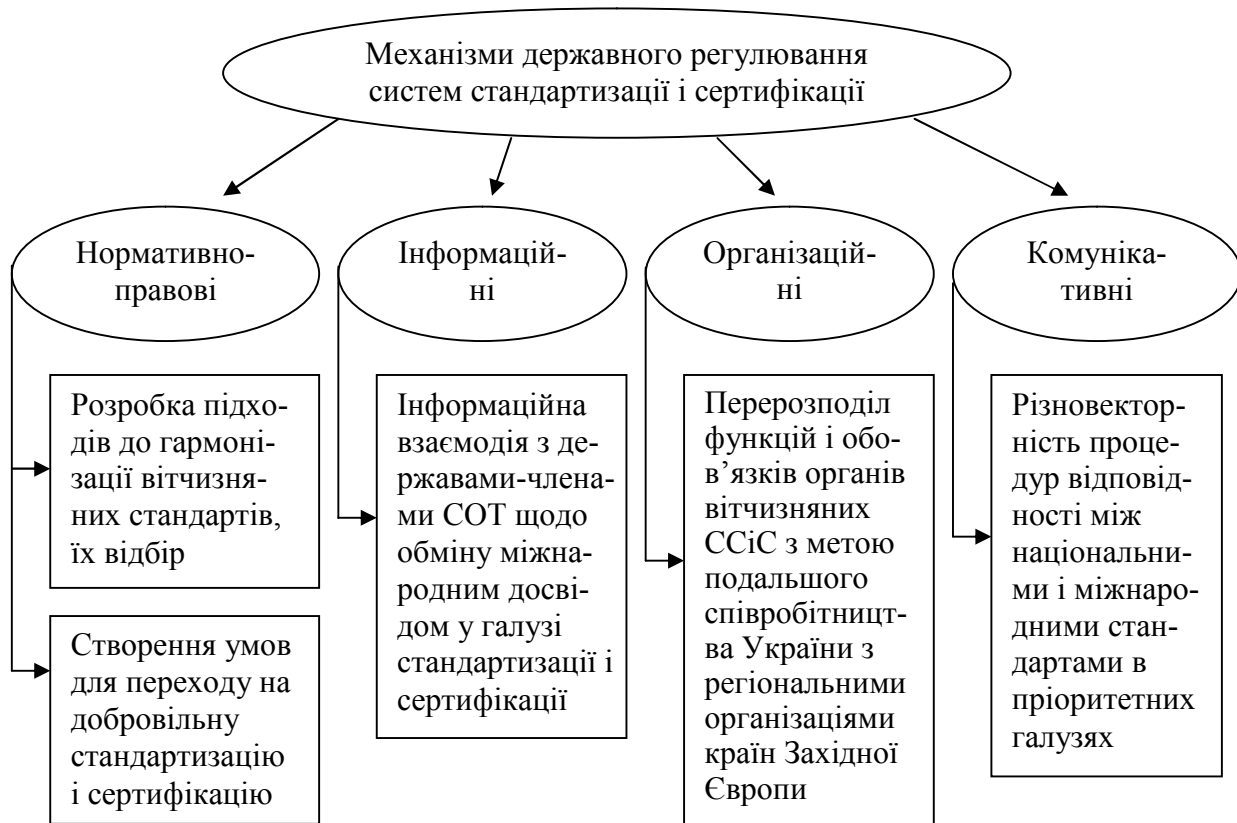 Механізми державного регулювання
систем стандартизації і сертифікації
Нормативно-
правові
Інформацій-
ні
Організацій-
ні
Комуніка-
тивні
Розробка підхо-
дів до гармоні-
зації вітчизня-
них стандартів,
їх відбір
Створення умов
для переходу на
добровільну
стандартизацію
і сертифікацію
Інформаційна
взаємодія з де-
ржавами-члена-
ми СОТ щодо
обміну міжна-
родним досві-
дом у галузі
стандартизації і
сертифікації
Перерозподіл
функцій і обо-
в’язків органів
вітчизняних
ССіС з метою
подальшого
співробітницт-
ва України з
регіональними
організаціями
країн Західної
Європи
Різновектор-
ність проце-
дур відповід-
ності між
національни-
ми і міжнаро-
дними стан-
дартами в
пріоритетних
галузях